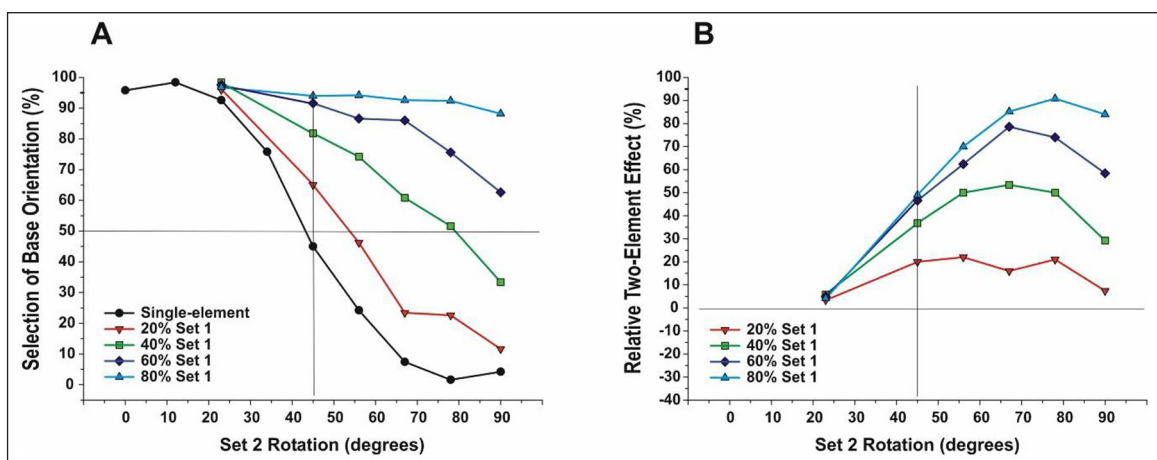 A
Selection of Base Orientation (%)
100
90
80
70
60
50
40
30
20
10
0
Single-element
20% Set 1
40% Set 1
60% Set 1
80% Set 1
0 10 20 30 40 50 60 70 80 90
Set 2 Rotation (degrees)
B
Relative Two-Element Effect (%)
100
90
80
70
60
50
40
30
20
10
0
-10
-20
-30
-40
20% Set 1
40% Set 1
60% Set 1
80% Set 1
0 10 20 30 40 50 60 70 80 90
Set 2 Rotation (degrees)